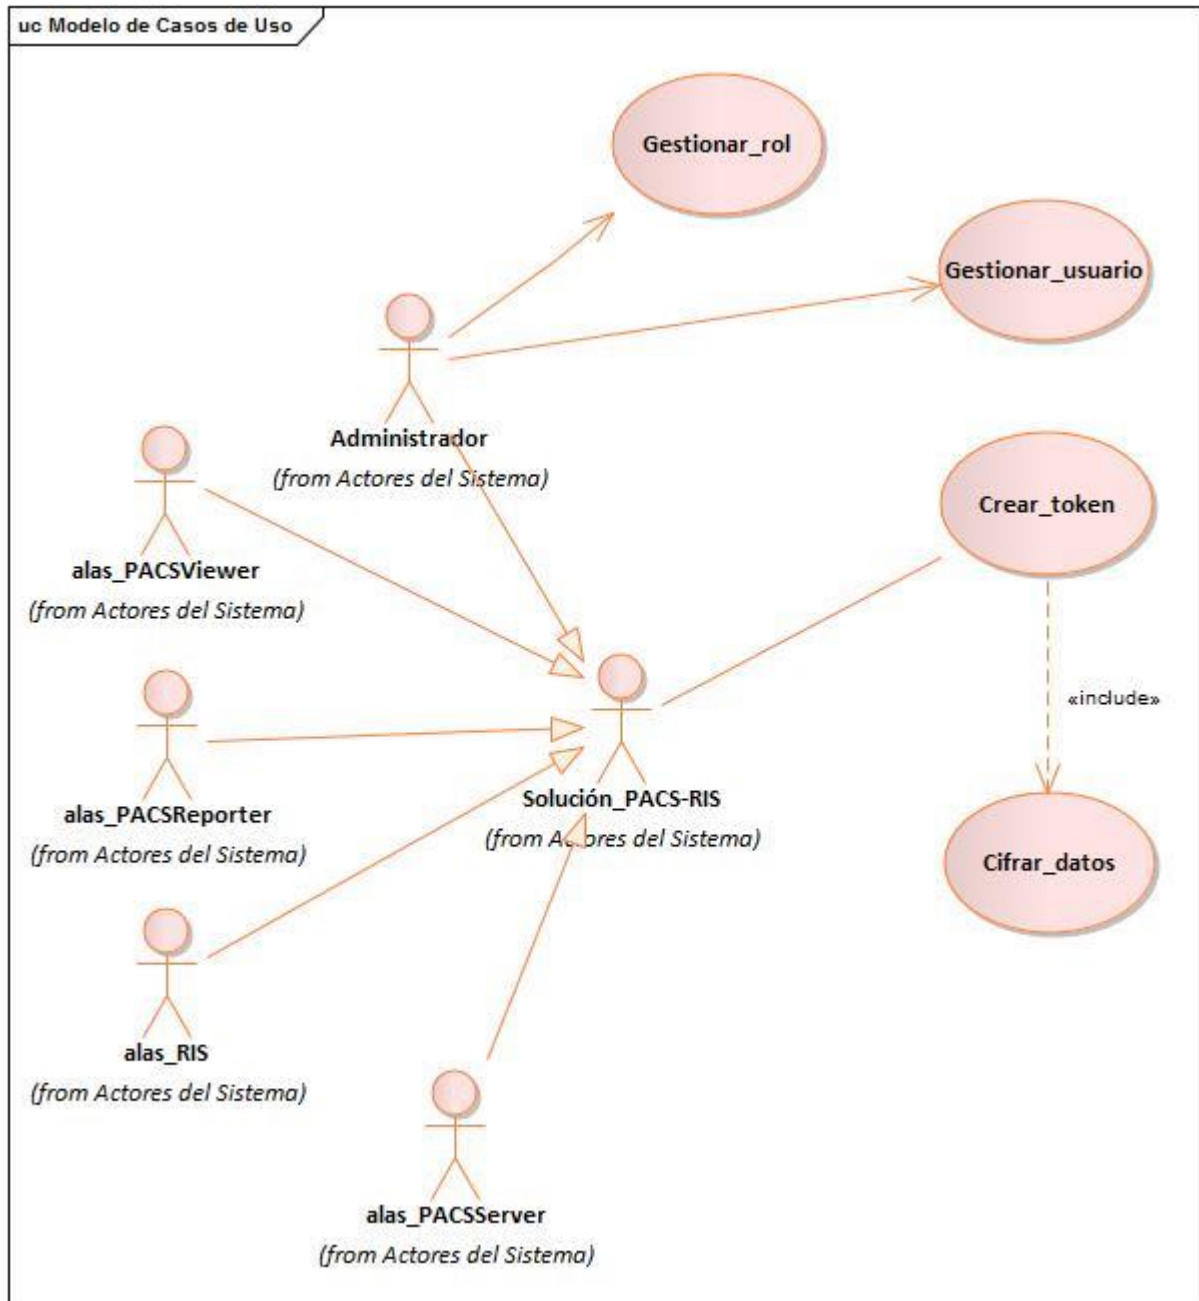 uc Modelo de Casos de Uso
Gestionar_rol
Gestionar_usuario
Administrador
(from Actores del Sistema)
Crear_token
alas_PACSViewer
(from Actores del Sistema)
«include»
alas_PACSReporter
(from Actores del Sistema)
Solución_PACS-RIS
(from Actores del Sistema)
Cifrar_datos
alas_RIS
(from Actores del Sistema)
alas_PACSServer
(from Actores del Sistema)